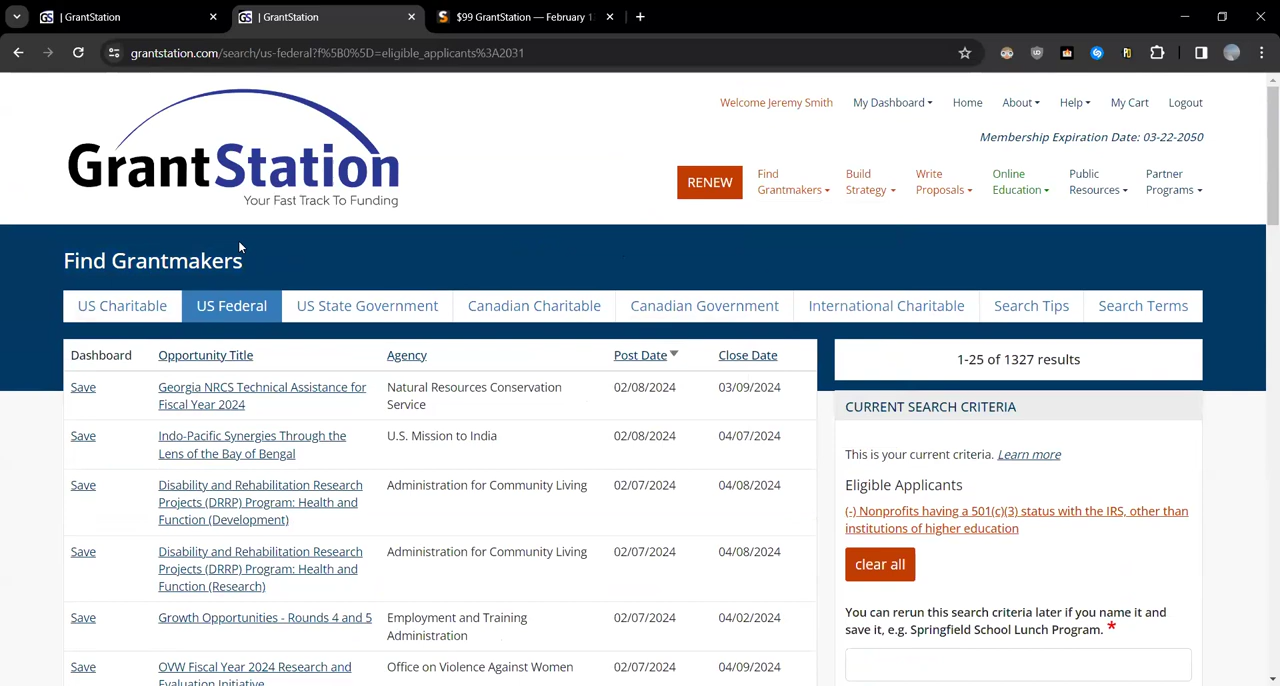 | GrantStation
| GrantStation
$99 GrantStation — February 1
grantstation.com/search/us-federal?f%5B0%5D=eligible_applicants%3A2031
GrantStation
Your Fast Track To Funding
Welcome Jeremy Smith
My Dashboard
Home
About
Help
My Cart
Logout
Membership Expiration Date: 03-22-2050
RENEW
Find Grantmakers
Build Strategy
Write Proposals
Online Education
Public Resources
Partner Programs
Find Grantmakers
US Charitable
US Federal
US State Government
Canadian Charitable
Canadian Government
International Charitable
Search Tips
Search Terms
Dashboard
Opportunity Title
Agency
Post Date
Close Date
Save
Georgia NRCS Technical Assistance for
Fiscal Year 2024
Natural Resources Conservation
Service
02/08/2024
03/09/2024
Save
Indo-Pacific Synergies Through the
Lens of the Bay of Bengal
U.S. Mission to India
02/08/2024
04/07/2024
Save
Disability and Rehabilitation Research
Projects (DRRP) Program: Health and
Function (Development)
Administration for Community Living
02/07/2024
04/08/2024
Save
Disability and Rehabilitation Research
Projects (DRRP) Program: Health and
Function (Research)
Administration for Community Living
02/07/2024
04/08/2024
Save
Growth Opportunities - Rounds 4 and 5
Employment and Training
Administration
02/07/2024
04/02/2024
Save
OVW Fiscal Year 2024 Research and
Evaluation Initiative
Office on Violence Against Women
02/07/2024
04/09/2024
1-25 of 1327 results
CURRENT SEARCH CRITERIA
This is your current criteria. Learn more
Eligible Applicants
(-) Nonprofits having a 501(c)(3) status with the IRS, other than
institutions of higher education
clear all
You can rerun this search criteria later if you name it and
save it, e.g. Springfield School Lunch Program. *